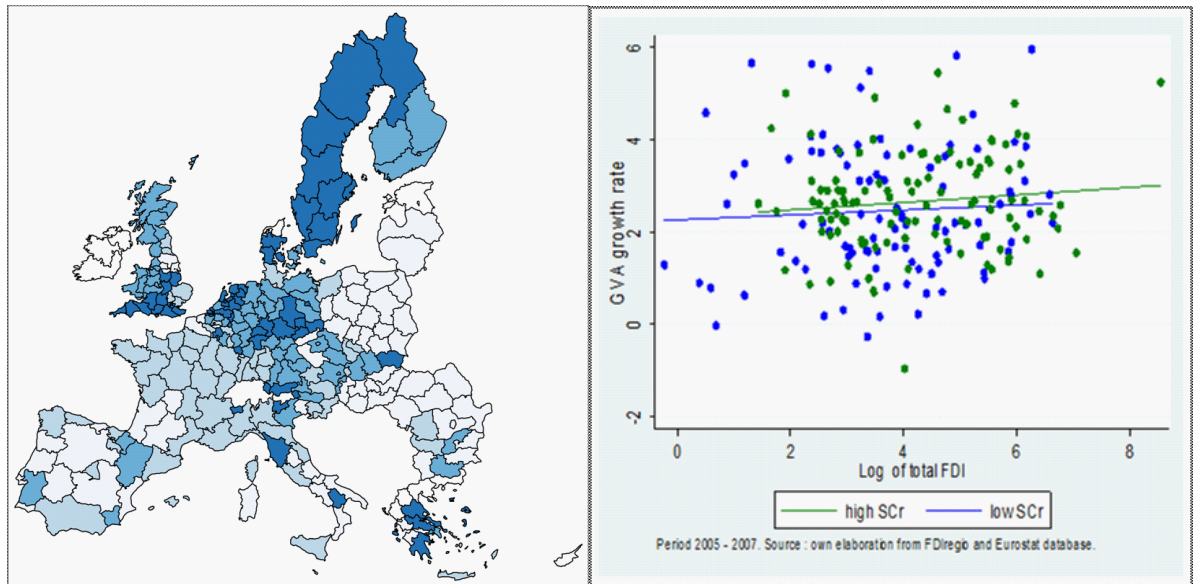 GVA growth rate
6
4
2
0
-2
0 2 4 6 8
Log of total FDI
high SCr low SCr
Period 2005 - 2007. Source : own elaboration from FDIregio and Eurostat database.